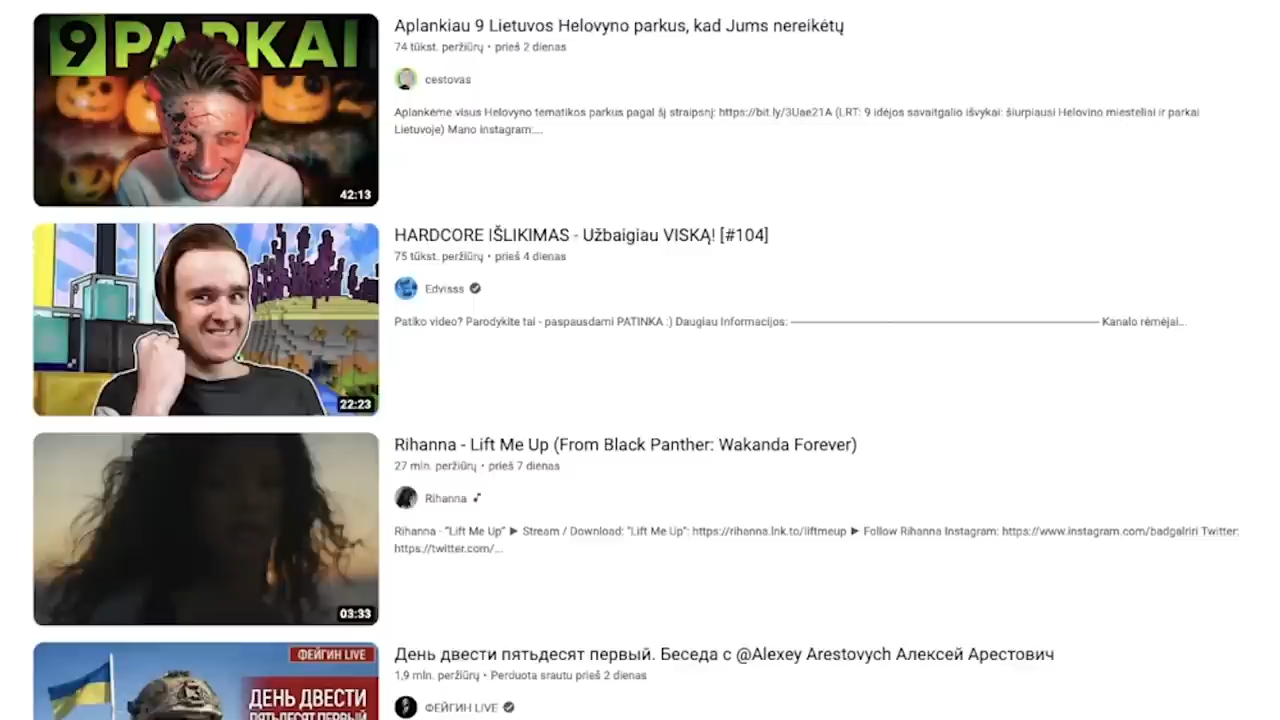 9 PARKAI
42:13
Aplankiau 9 Lietuvos Helovyno parkus, kad Jums nereikėtų
74 tūkst. peržiūrų • prieš 2 dienas
cestovas
Aplankėme visus Helovyno tematikos parkus pagal šį straipsnį: https://bit.ly/3Uae21A (LRT: 9 idėjos savaitgalio išvykai: šiurpiausi Helovino miesteliai ir parkai
Lietuvoje) Mano instagram:...
22:23
HARDCORE IŠLIKIMAS - Užbaigiau VISKĄ! [#104]
75 tūkst. peržiūrų • prieš 4 dienas
Edvisss
Patiko video? Parodykite tai - paspausdami PATINKA :) Daugiau Informacijos: ────────────────────── Kanalo rėmėjai...
03:33
Rihanna - Lift Me Up (From Black Panther: Wakanda Forever)
27 mln. peržiūrų • prieš 7 dienas
Rihanna
Rihanna - “Lift Me Up” ► Stream / Download: "Lift Me Up": https://rihanna.lnk.to/liftmeup ► Follow Rihanna Instagram: https://www.instagram.com/badgalriri Twitter:
https://twitter.com/...
ФЕЙГИН LIVE
ДЕНЬ ДВЕСТИ
ПЯТЬДЕСЯТ ПЕРВЫЙ
День двести пятьдесят первый. Беседа с @Alexey Arestovych Алексей Арестович
1,9 mln. peržiūrų • Perduota srautu prieš 2 dienas
ФЕЙГИН LIVE